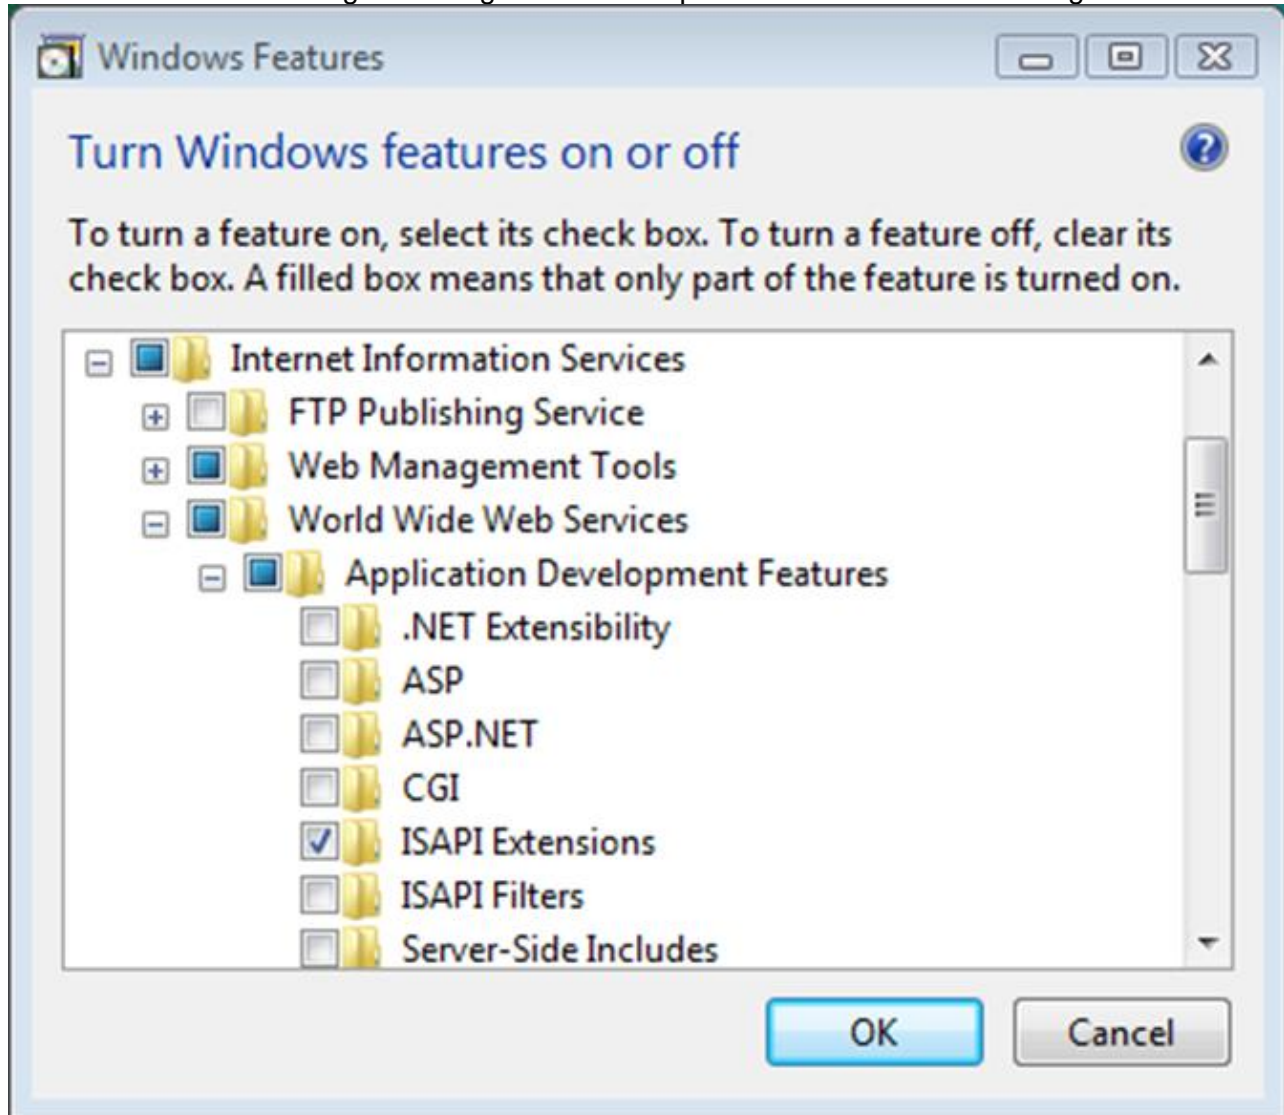 Windows Features
Turn Windows features on or off
To turn a feature on, select its check box. To turn a feature off, clear its
check box. A filled box means that only part of the feature is turned on.
Internet Information Services
FTP Publishing Service
Web Management Tools
World Wide Web Services
Application Development Features
.NET Extensibility
ASP
ASP.NET
CGI
ISAPI Extensions
ISAPI Filters
Server-Side Includes
OK Cancel